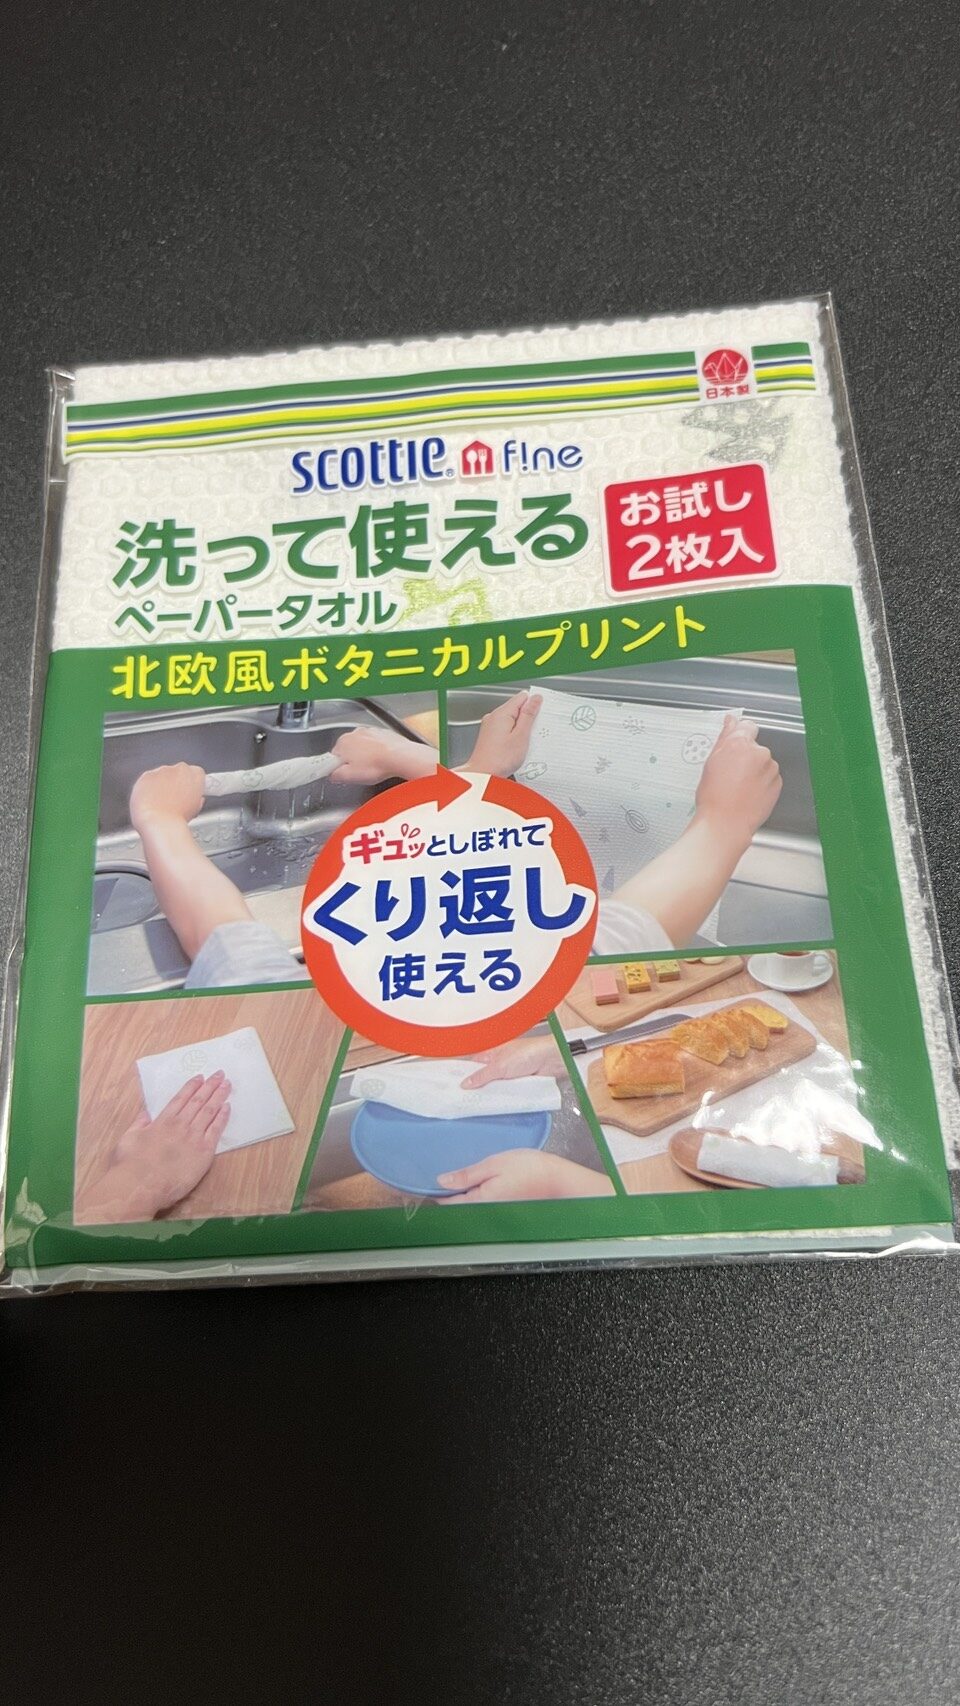 日本製
scottie® f!ne
洗って使える
ペーパータオル
お試し
2枚入
北欧風ボタニカルプリント
ギュッとしぼれて
くり返し
使える